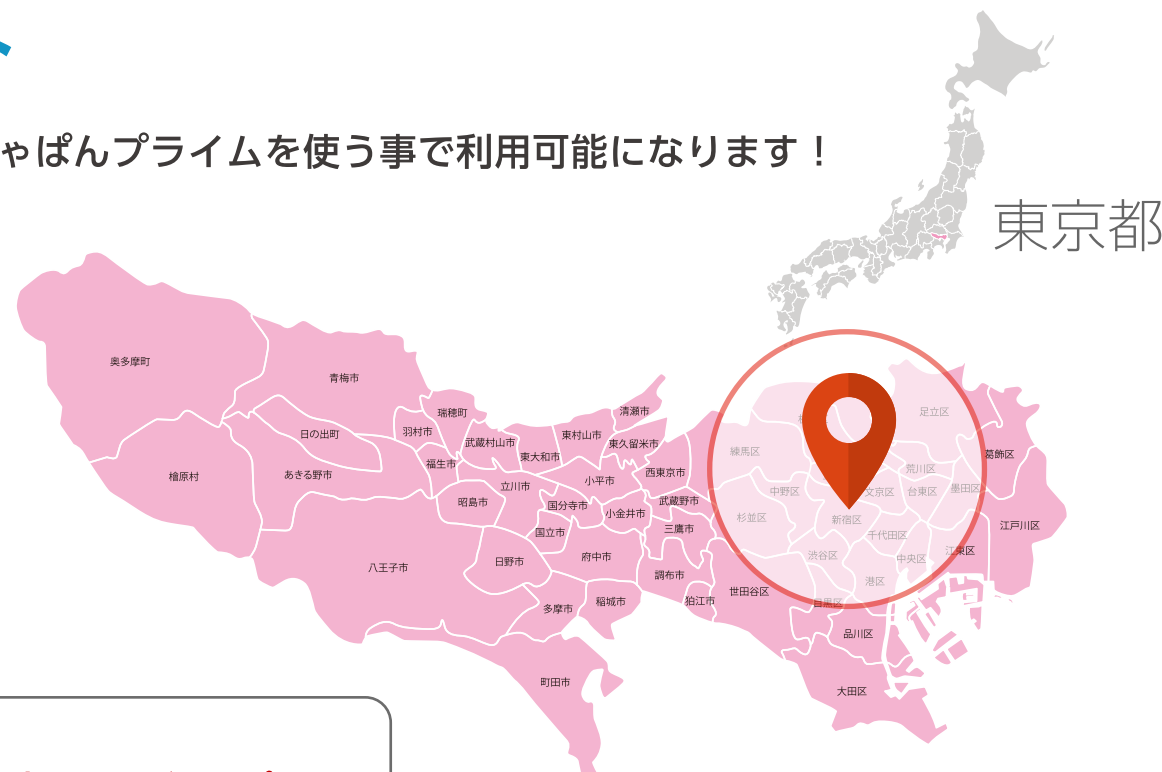 ゃぱんプライムを使う事で利用可能になります！
東京都
奥多摩町
青梅市
瑞穂町
清瀬市
足立区
羽村市
日の出町
武蔵村山市
東村山市
東久留米市
東大和市
練馬区
葛飾区
檜原村
あきる野市
福生市
西東京市
荒川区
小平市
立川市
中野区
文京区
台東区
墨田区
昭島市
国分寺市
武蔵野市
小金井市
杉並区
新宿区
三鷹市
江戸川区
国立市
千代田区
府中市
渋谷区
江東区
日野市
中央区
八王子市
調布市
港区
世田谷区
狛江市
目黒区
多摩市
稲城市
品川区
町田市
大田区